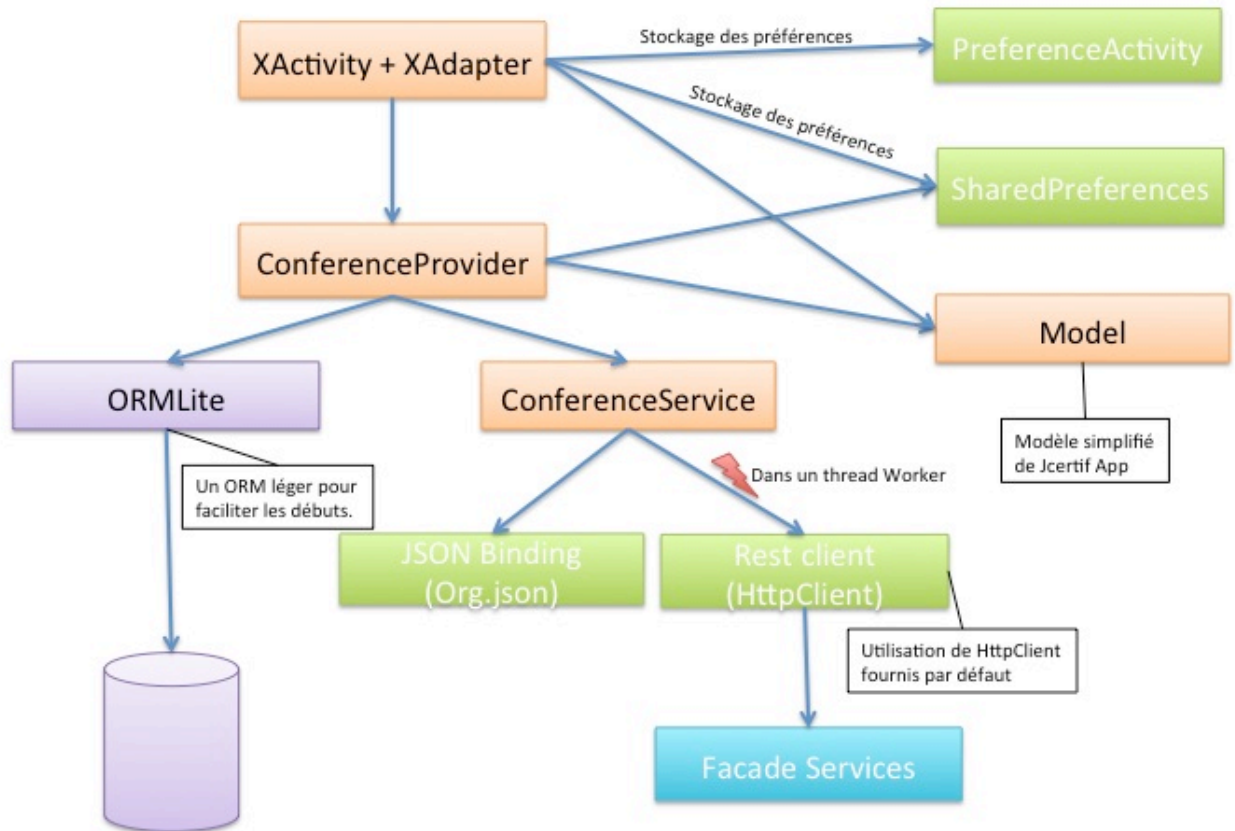 Stockage des préférences
XActivity + XAdapter
PreferenceActivity
Stockage des préférences
SharedPreferences
ConferenceProvider
Model
ORMLite
ConferenceService
Modèle simplifié
de Jcertif App
Un ORM léger pour
faciliter les débuts.
Dans un thread Worker
JSON Binding
(Org.json)
Rest client
(HttpClient)
Utilisation de HttpClient
fournis par défaut
Facade Services